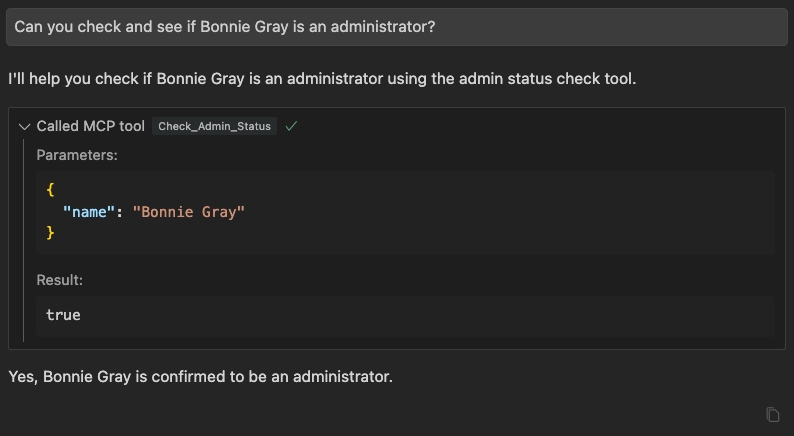 Can you check and see if Bonnie Gray is an administrator?
I'll help you check if Bonnie Gray is an administrator using the admin status check tool.
Called MCP tool Check_Admin_Status
Parameters:
{
"name": "Bonnie Gray"
}
Result:
true
Yes, Bonnie Gray is confirmed to be an administrator.